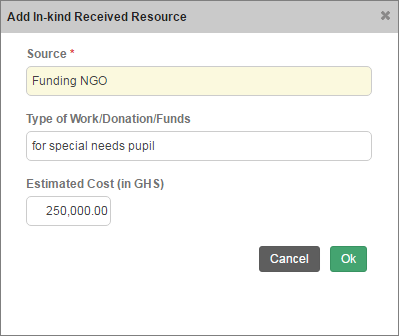 Add In-kind Received Resource ×
Source *
Funding NGO
Type of Work/Donation/Funds
for special needs pupil
Estimated Cost (in GHS)
250,000.00
Cancel Ok